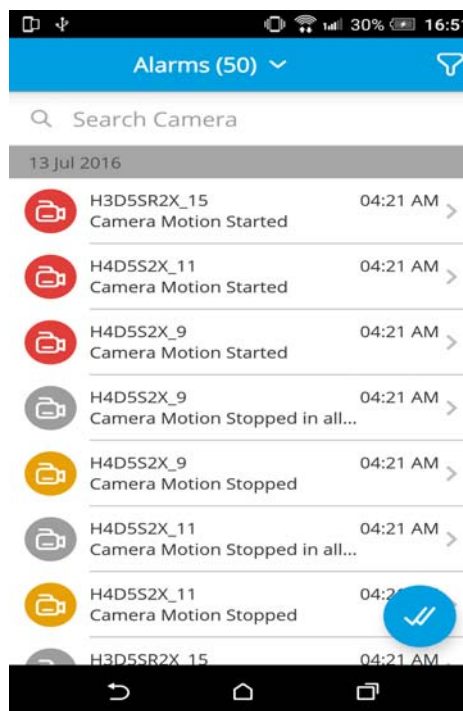 30% 16:51
Alarms (50)
Search Camera
13 Jul 2016
H3D5SR2X_15 04:21 AM
Camera Motion Started
H4D5S2X_11 04:21 AM
Camera Motion Started
H4D5S2X_9 04:21 AM
Camera Motion Started
H4D5S2X_9 04:21 AM
Camera Motion Stopped in all...
H4D5S2X_9 04:21 AM
Camera Motion Stopped
H4D5S2X_11 04:21 AM
Camera Motion Stopped in all...
H4D5S2X_11 04:2
Camera Motion Stopped
H3D5SR2X_15 04:21 AM